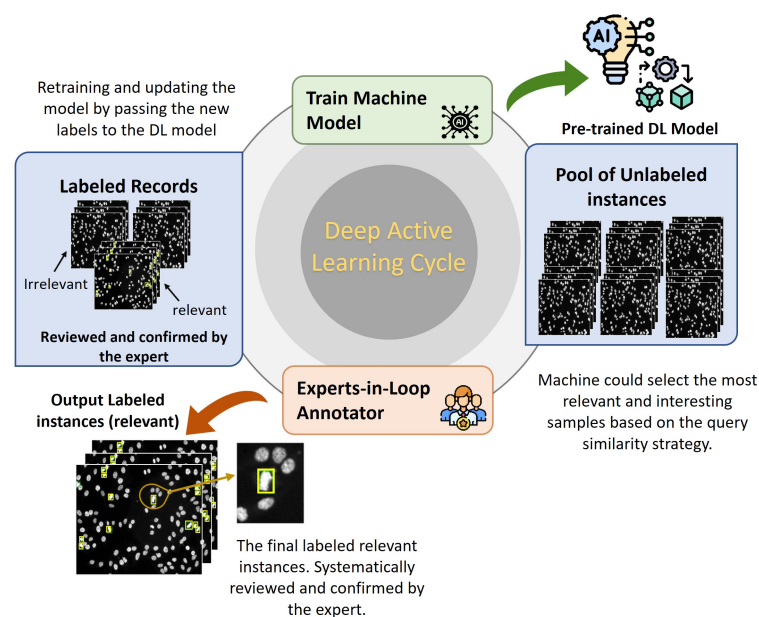 Retraining and updating the
model by passing the new
labels to the DL model
Train Machine
Model
AI
AI
Pre-trained DL Model
Labeled Records
Irrelevant
relevant
Reviewed and confirmed by
the expert
Deep Active
Learning Cycle
Pool of Unlabeled
instances
Machine could select the most
relevant and interesting
samples based on the query
similarity strategy.
Experts-in-Loop
Annotator
Output Labeled
instances (relevant)
The final labeled relevant
instances. Systematically
reviewed and confirmed by
the expert.